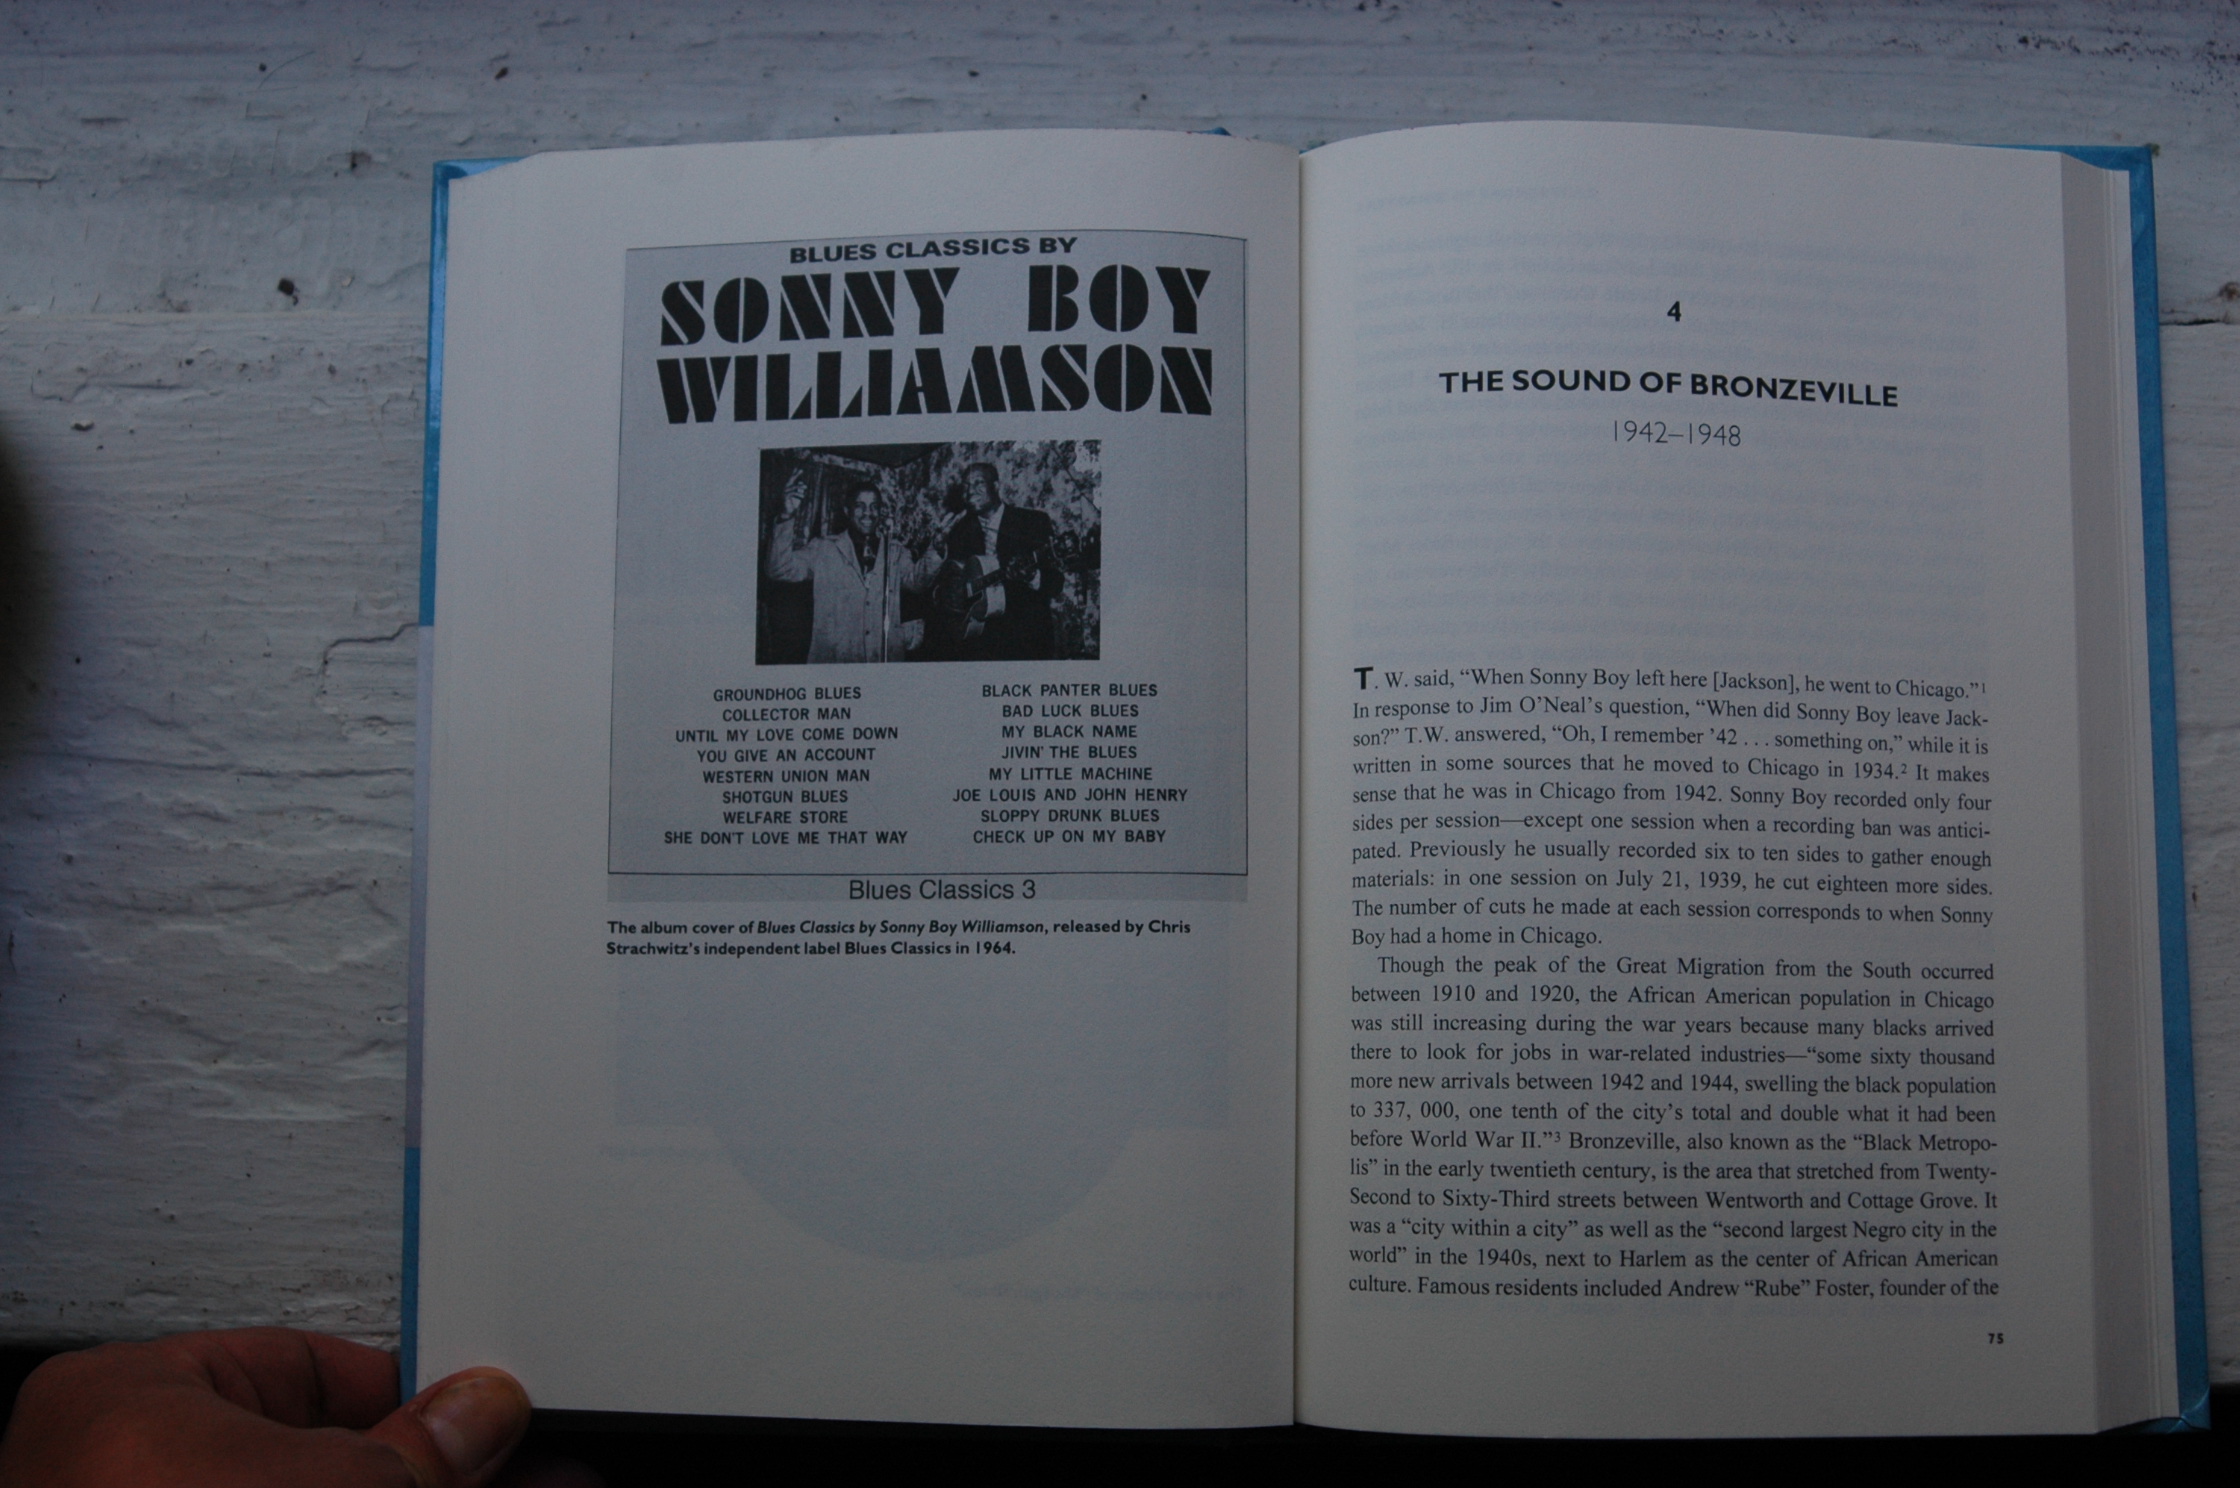 BLUES CLASSICS BY
SONNY BOY
WILLIAMSON
GROUNDHOG BLUES
COLLECTOR MAN
UNTIL MY LOVE COME DOWN
YOU GIVE AN ACCOUNT
WESTERN UNION MAN
SHOTGUN BLUES
WELFARE STORE
SHE DON'T LOVE ME THAT WAY
BLACK PANTER BLUES
BAD LUCK BLUES
MY BLACK NAME
JIVIN' THE BLUES
MY LITTLE MACHINE
JOE LOUIS AND JOHN HENRY
SLOPPY DRUNK BLUES
CHECK UP ON MY BABY
Blues Classics 3
The album cover of Blues Classics by Sonny Boy Williamson, released by Chris
Strachwitz's independent label Blues Classics in 1964.
4
THE SOUND OF BRONZEVILLE
1942–1948
T. W. said, “When Sonny Boy left here [Jackson], he went to Chicago.”¹
In response to Jim O’Neal’s question, “When did Sonny Boy leave Jack-
son?” T.W. answered, “Oh, I remember ’42 . . . something on,” while it is
written in some sources that he moved to Chicago in 1934.² It makes
sense that he was in Chicago from 1942. Sonny Boy recorded only four
sides per session—except one session when a recording ban was antici-
pated. Previously he usually recorded six to ten sides to gather enough
materials: in one session on July 21, 1939, he cut eighteen more sides.
The number of cuts he made at each session corresponds to when Sonny
Boy had a home in Chicago.
Though the peak of the Great Migration from the South occurred
between 1910 and 1920, the African American population in Chicago
was still increasing during the war years because many blacks arrived
there to look for jobs in war-related industries—“some sixty thousand
more new arrivals between 1942 and 1944, swelling the black population
to 337, 000, one tenth of the city’s total and double what it had been
before World War II.”³ Bronzeville, also known as the “Black Metropo-
lis” in the early twentieth century, is the area that stretched from Twenty-
Second to Sixty-Third streets between Wentworth and Cottage Grove. It
was a “city within a city” as well as the “second largest Negro city in the
world” in the 1940s, next to Harlem as the center of African American
culture. Famous residents included Andrew “Rube” Foster, founder of the
75